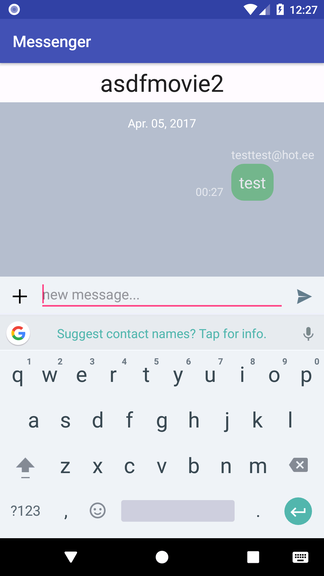 12:27
Messenger
asdfmovie2
Apr. 05, 2017
testtest@hot.ee
00:27 test
new message...
G Suggest contact names? Tap for info.
1 2 3 4 5 6 7 8 9 0
q w e r t y u i o p
a s d f g h j k l
z x c v b n m
?123 , .